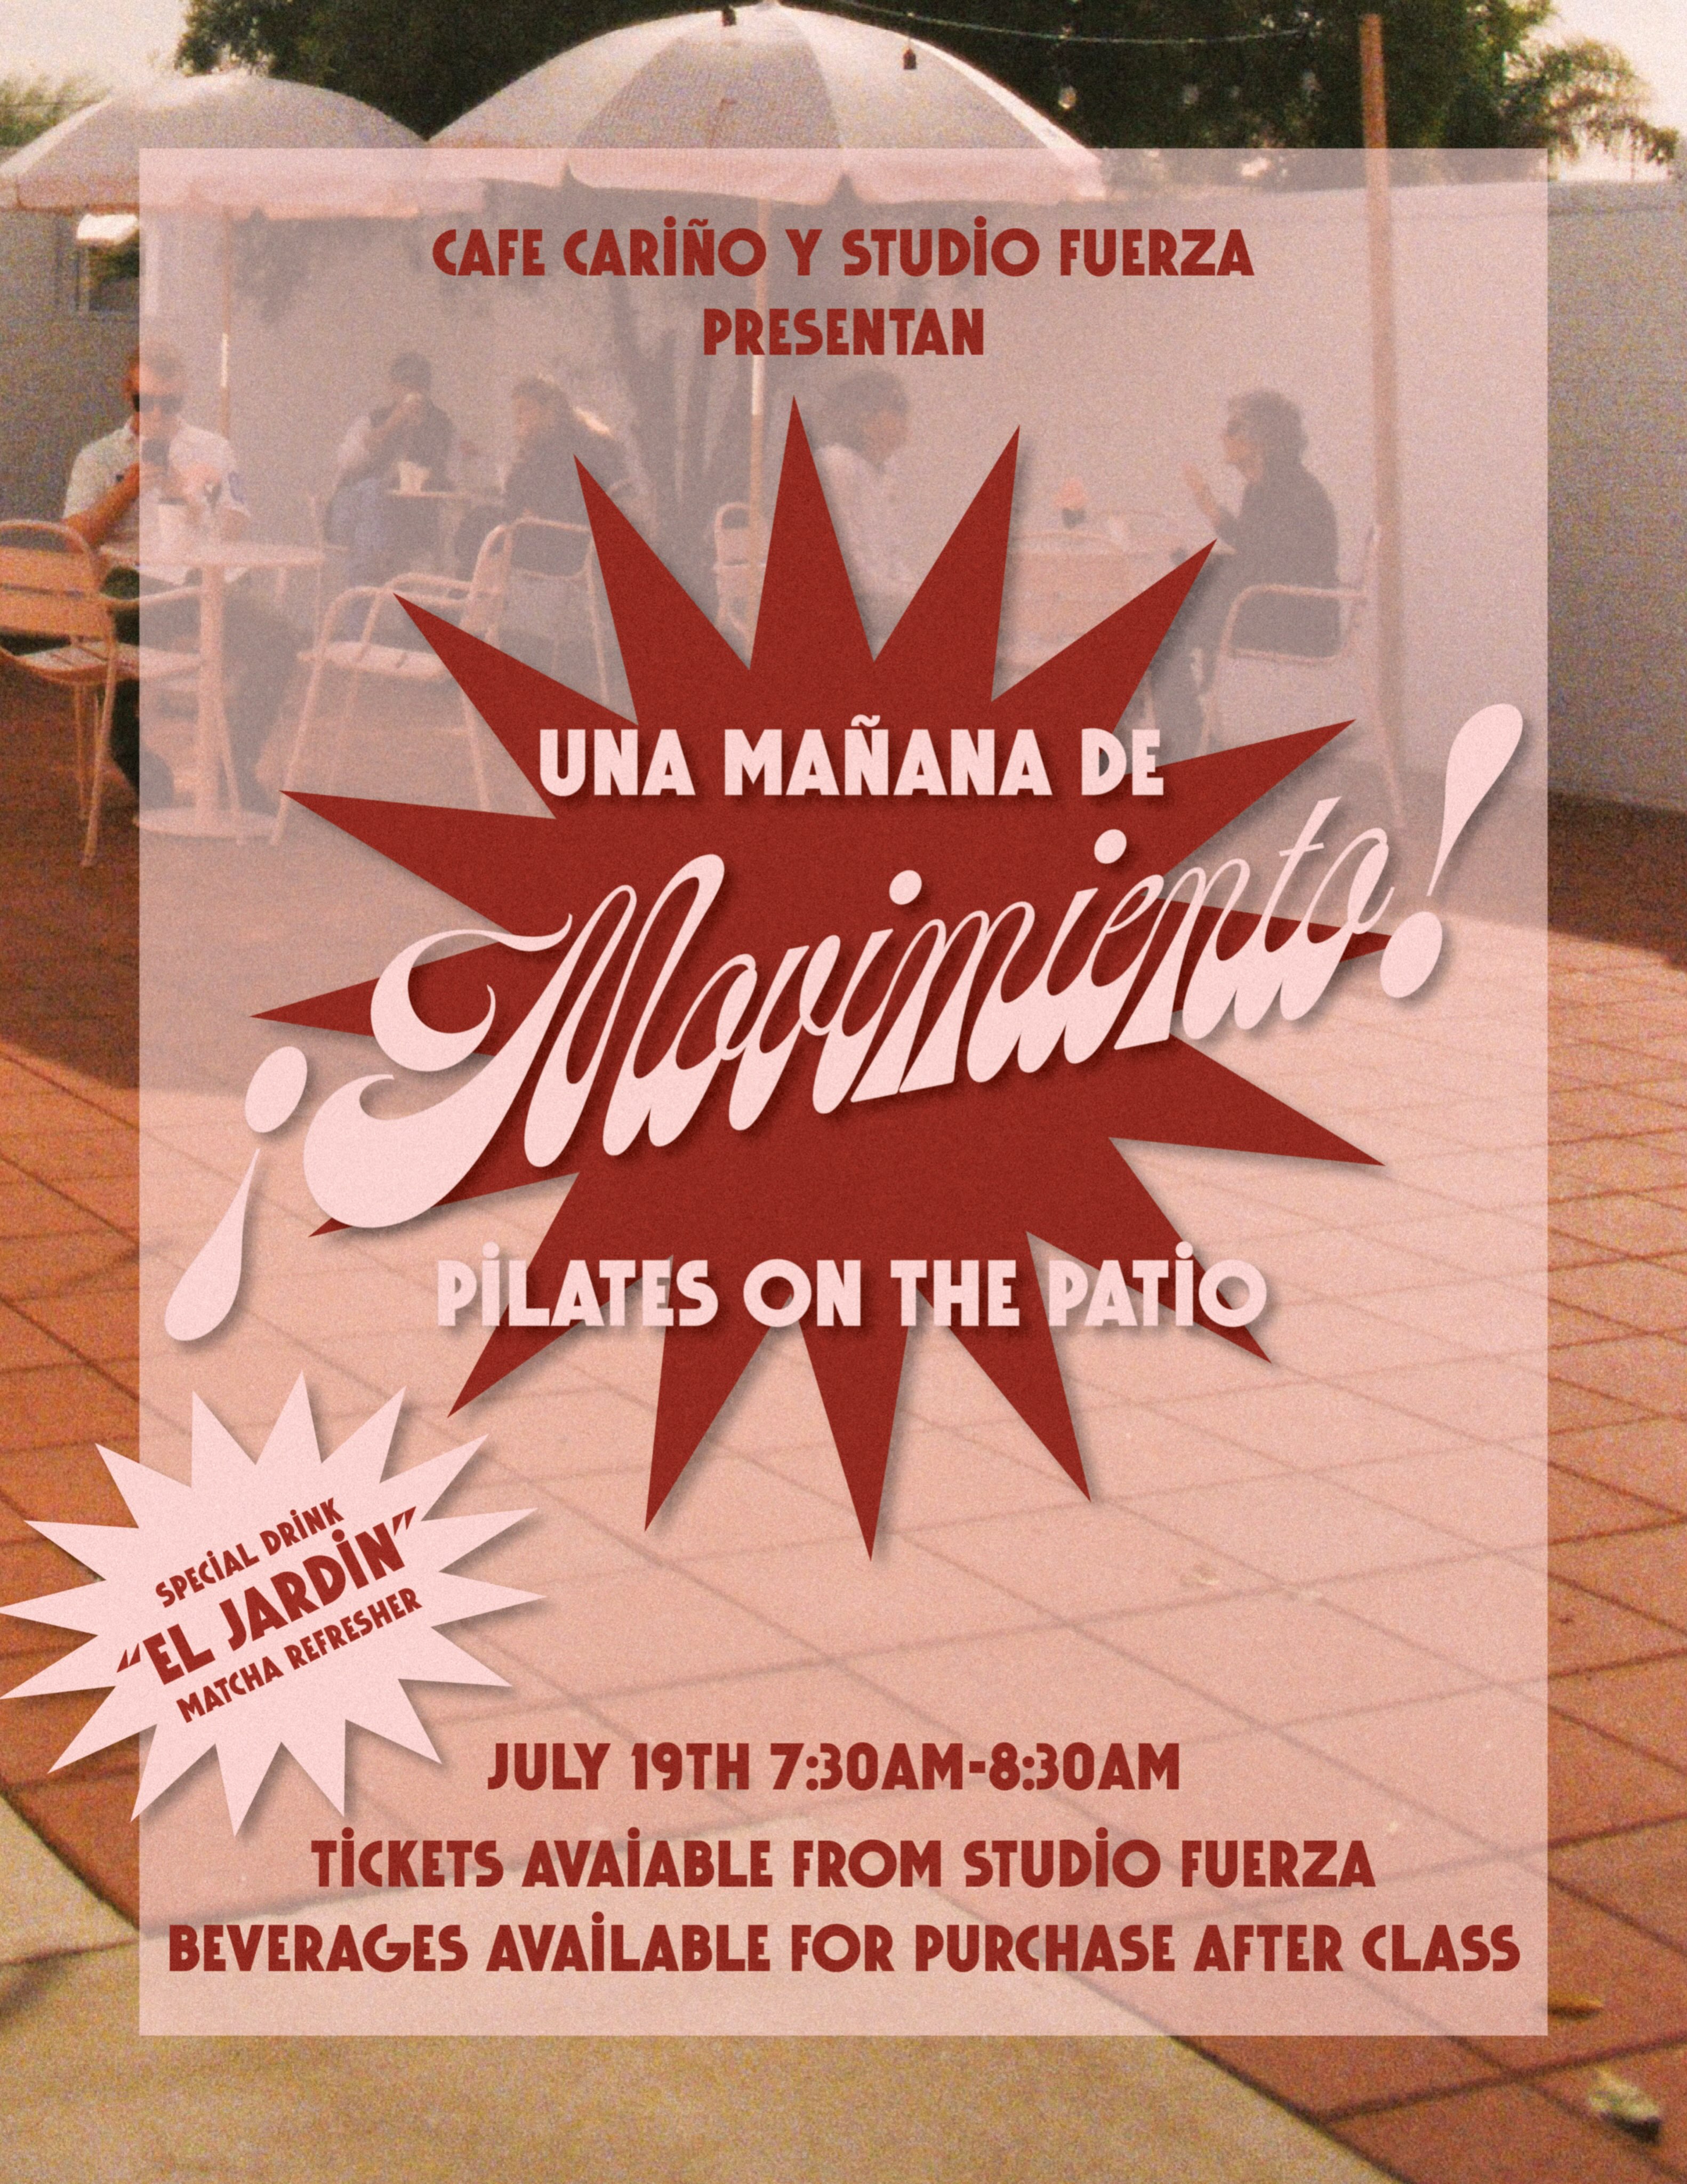 CAFE CARIÑO Y STUDIO FUERZA
PRESENTAN
UNA MAÑANA DE
¡Movimiento!
PILATES ON THE PATIO
SPECIAL DRINK
"EL JARDIN"
MATCHA REFRESHER
JULY 19TH 7:30AM-8:30AM
TICKETS AVAIABLE FROM STUDIO FUERZA
BEVERAGES AVAILABLE FOR PURCHASE AFTER CLASS